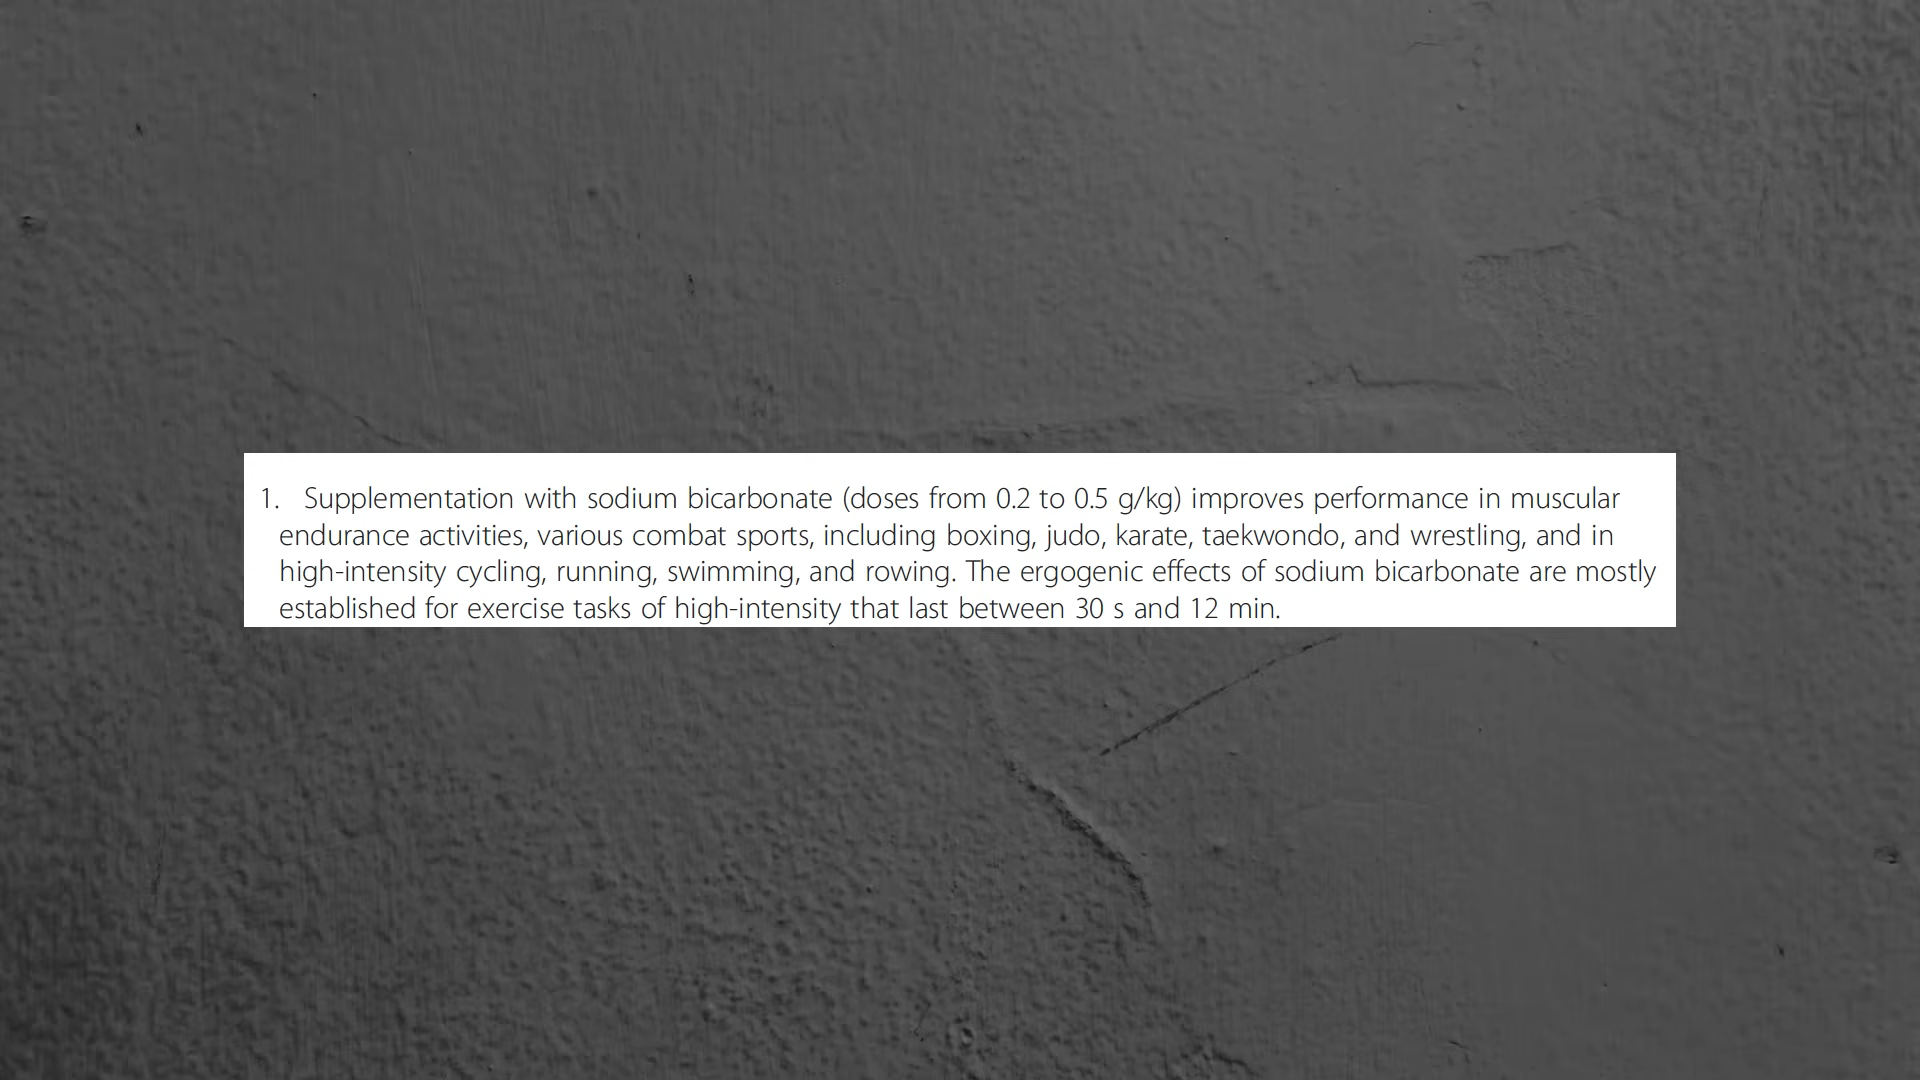 1. Supplementation with sodium bicarbonate (doses from 0.2 to 0.5 g/kg) improves performance in muscular
endurance activities, various combat sports, including boxing, judo, karate, taekwondo, and wrestling, and in
high-intensity cycling, running, swimming, and rowing. The ergogenic effects of sodium bicarbonate are mostly
established for exercise tasks of high-intensity that last between 30 s and 12 min.